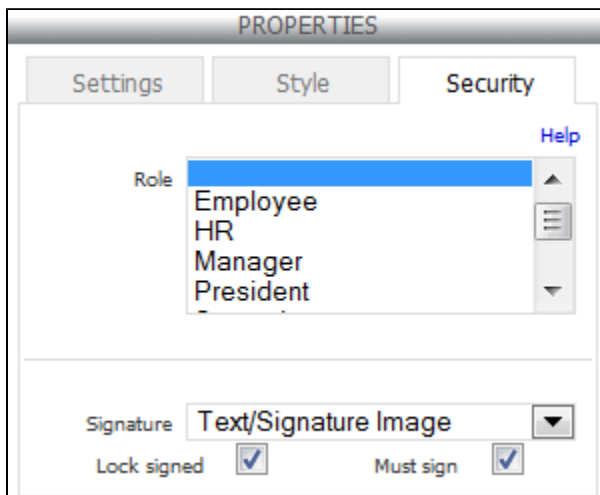 PROPERTIES
Settings Style Security
Help
Role
Employee
HR
Manager
President
Signature Text/Signature Image
Lock signed Must sign